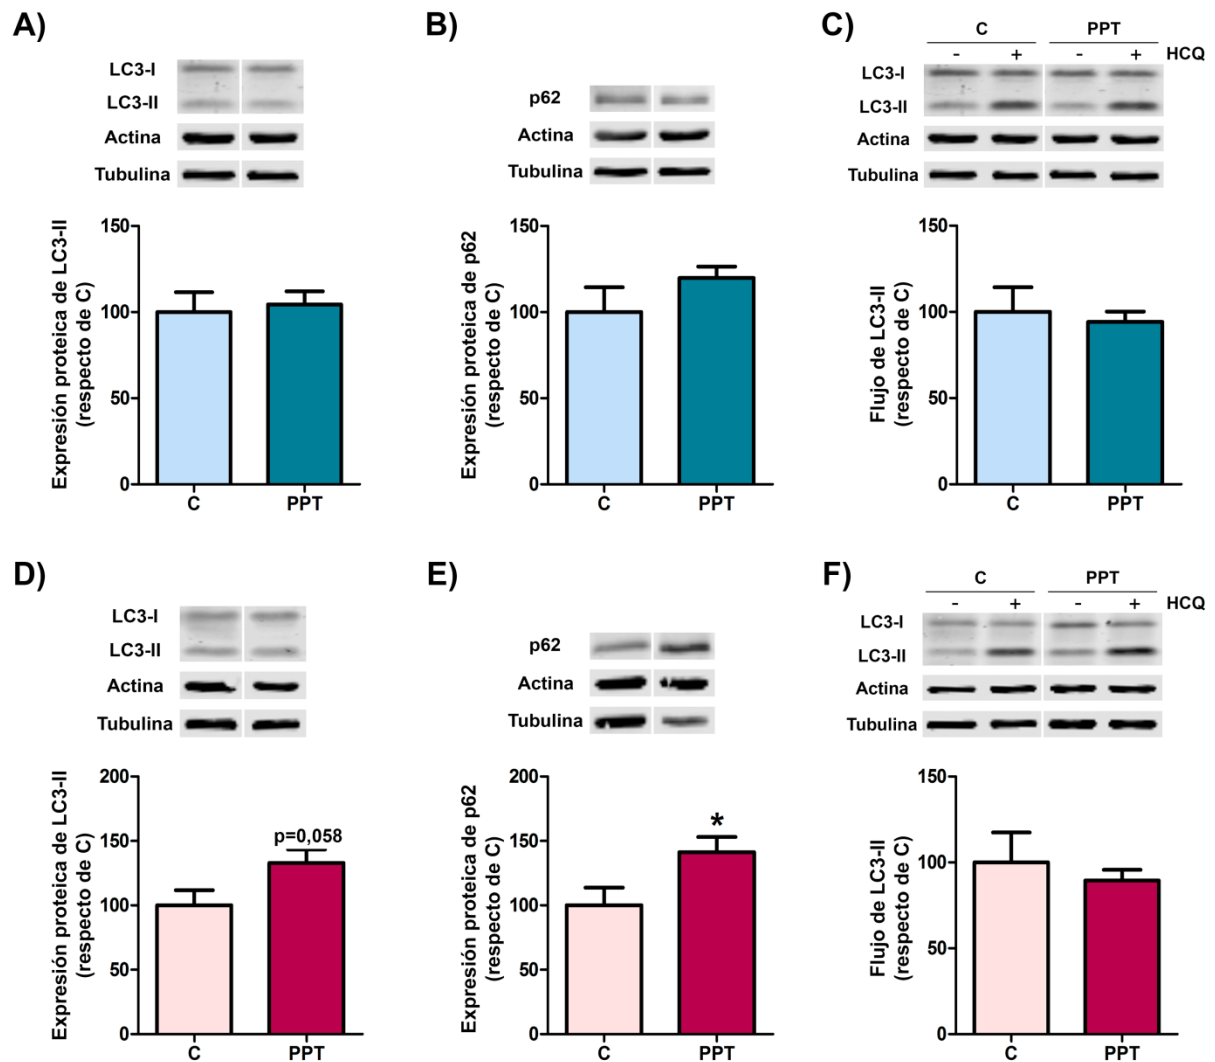 A)
LC3-I
LC3-II
Actina
Tubulina
Expresión proteica de LC3-II
(respecto de C)
150
100
50
0
C PPT
B)
p62
Actina
Tubulina
Expresión proteica de p62
(respecto de C)
150
100
50
0
C PPT
C)
C PPT
- + - + HCQ
LC3-I
LC3-II
Actina
Tubulina
Flujo de LC3-II
(respecto de C)
150
100
50
0
C PPT
D)
LC3-I
LC3-II
Actina
Tubulina
Expresión proteica de LC3-II
(respecto de C)
200
150
100
50
0
p=0,058
C PPT
E)
p62
Actina
Tubulina
Expresión proteica de p62
(respecto de C)
200
150
100
50
0
*
C PPT
F)
C PPT
- + - + HCQ
LC3-I
LC3-II
Actina
Tubulina
Flujo de LC3-II
(respecto de C)
150
100
50
0
C PPT